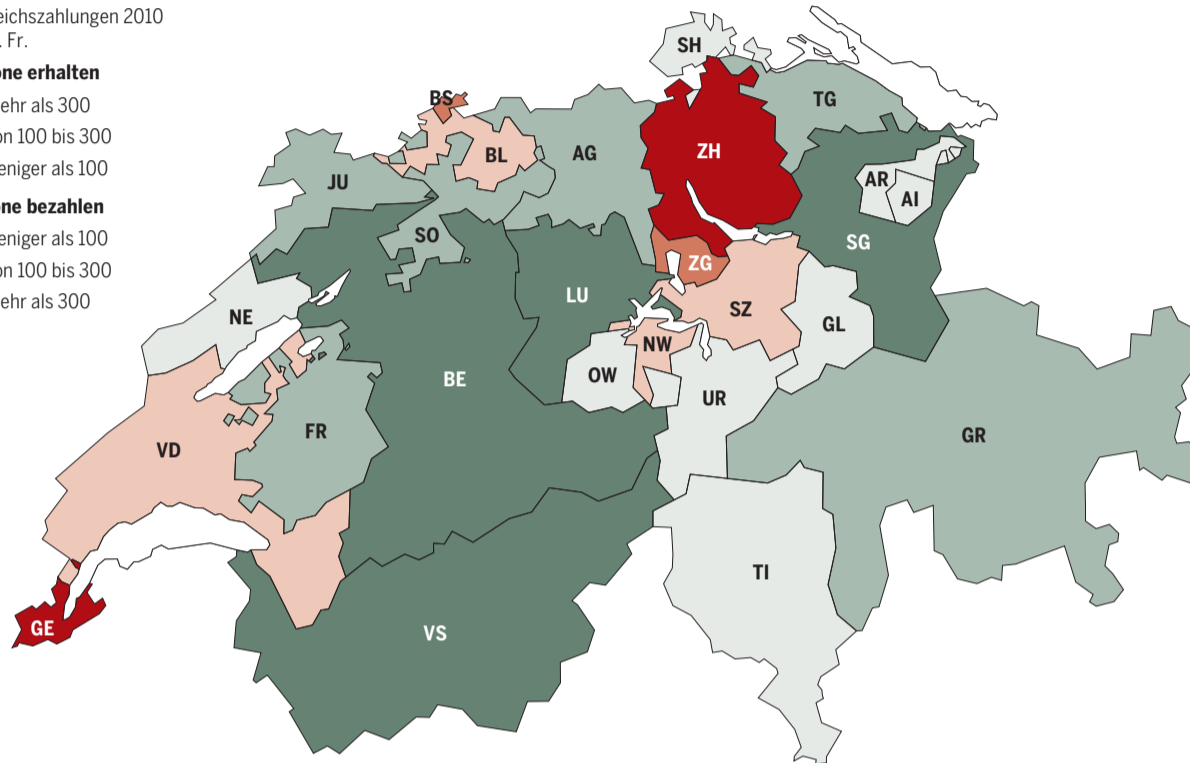 eichszahlungen 2010
. Fr.
one erhalten
ehr als 300
on 100 bis 300
eniger als 100
one bezahlen
eniger als 100
on 100 bis 300
ehr als 300
SH
BS
TG
BL
AG
ZH
JU
AR
AI
SO
SG
ZG
LU
SZ
NE
GL
NW
OW
BE
UR
FR
GR
VD
TI
GE
VS